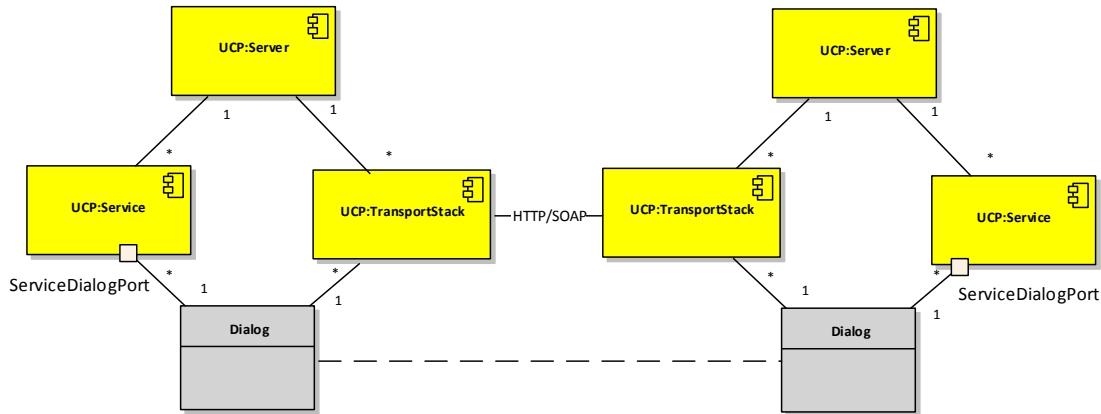 UCP:Server
UCP:Server
1
1
1
1
*
*
*
*
UCP:Service
UCP:TransportStack
HTTP/SOAP
UCP:TransportStack
UCP:Service
*
*
*
*
ServiceDialogPort
1
1
1
1
ServiceDialogPort
Dialog
Dialog